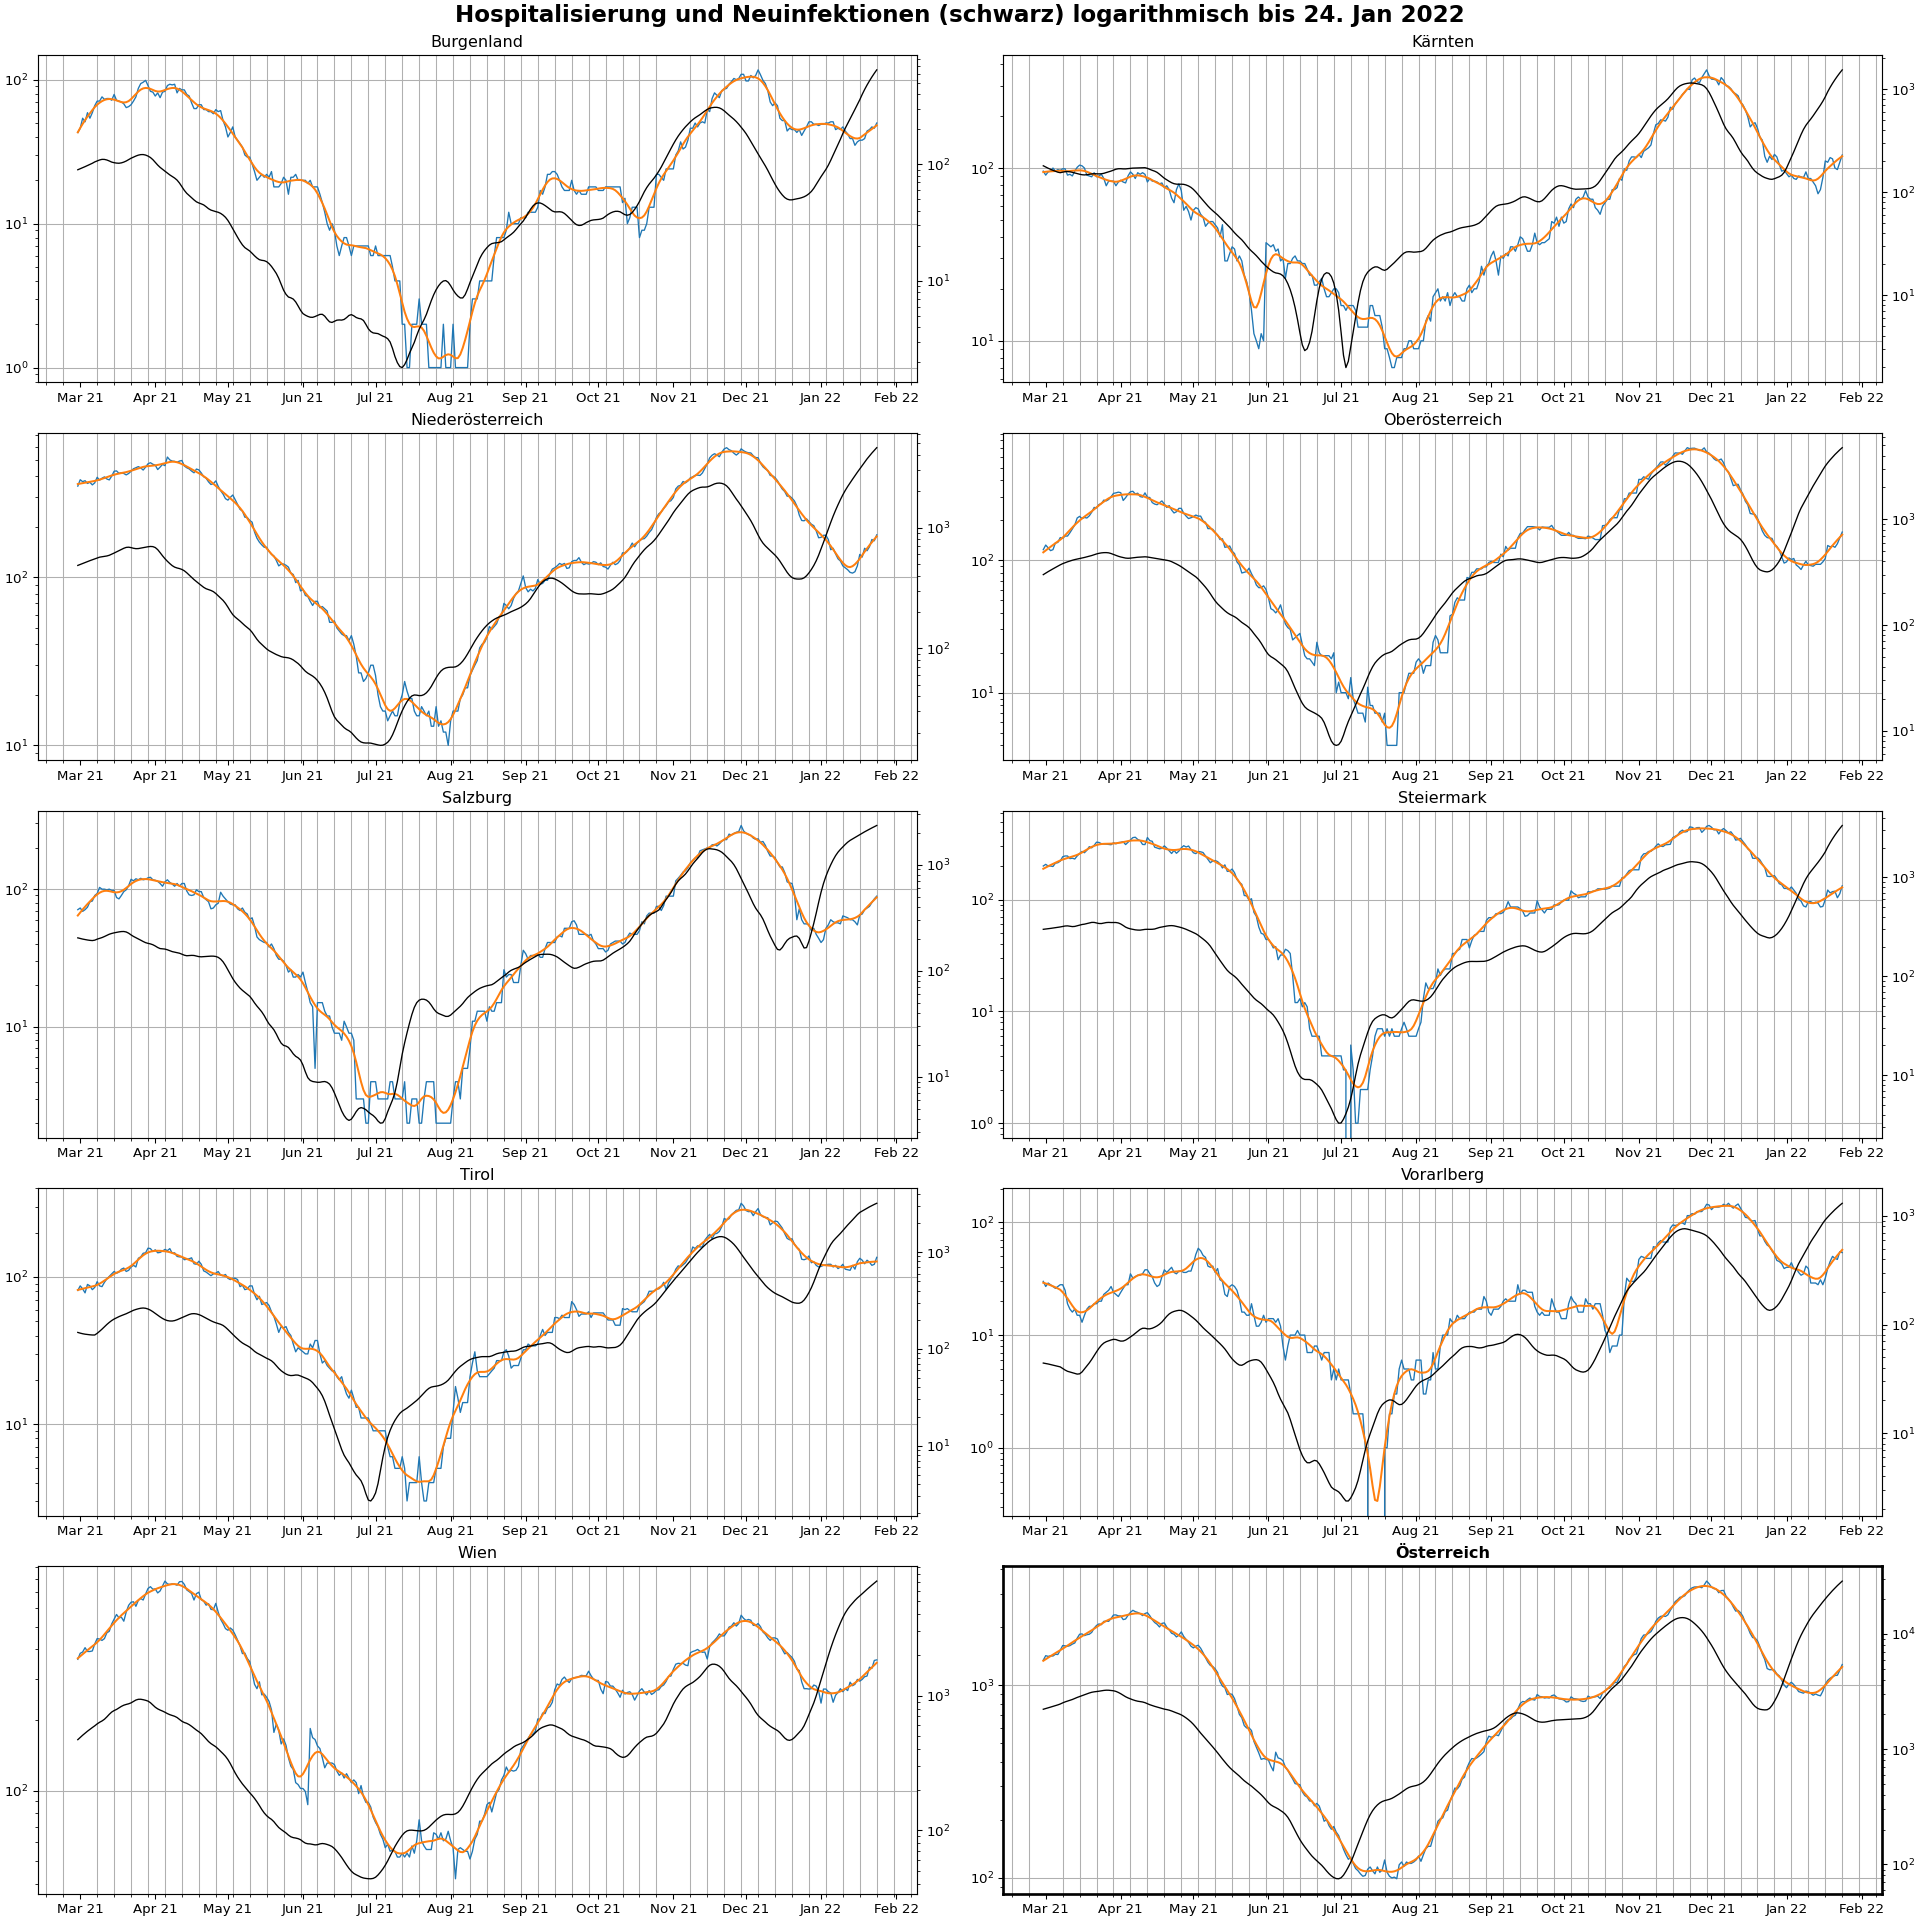 Hospitalisierung und Neuinfektionen (schwarz) logarithmisch bis 24. Jan 2022
Burgenland
10²
10¹
10⁰
10²
10¹
Mar 21 Apr 21 May 21 Jun 21 Jul 21 Aug 21 Sep 21 Oct 21 Nov 21 Dec 21 Jan 22 Feb 22
Kärnten
10²
10¹
10³
10²
10¹
Mar 21 Apr 21 May 21 Jun 21 Jul 21 Aug 21 Sep 21 Oct 21 Nov 21 Dec 21 Jan 22 Feb 22
Niederösterreich
10²
10¹
10³
10²
Mar 21 Apr 21 May 21 Jun 21 Jul 21 Aug 21 Sep 21 Oct 21 Nov 21 Dec 21 Jan 22 Feb 22
Oberösterreich
10²
10¹
10³
10²
10¹
Mar 21 Apr 21 May 21 Jun 21 Jul 21 Aug 21 Sep 21 Oct 21 Nov 21 Dec 21 Jan 22 Feb 22
Salzburg
10²
10¹
10³
10²
10¹
Mar 21 Apr 21 May 21 Jun 21 Jul 21 Aug 21 Sep 21 Oct 21 Nov 21 Dec 21 Jan 22 Feb 22
Steiermark
10²
10¹
10⁰
10³
10²
10¹
Mar 21 Apr 21 May 21 Jun 21 Jul 21 Aug 21 Sep 21 Oct 21 Nov 21 Dec 21 Jan 22 Feb 22
Tirol
10²
10¹
10³
10²
10¹
Mar 21 Apr 21 May 21 Jun 21 Jul 21 Aug 21 Sep 21 Oct 21 Nov 21 Dec 21 Jan 22 Feb 22
Vorarlberg
10²
10¹
10⁰
10³
10²
10¹
Mar 21 Apr 21 May 21 Jun 21 Jul 21 Aug 21 Sep 21 Oct 21 Nov 21 Dec 21 Jan 22 Feb 22
Wien
10²
10³
10²
Mar 21 Apr 21 May 21 Jun 21 Jul 21 Aug 21 Sep 21 Oct 21 Nov 21 Dec 21 Jan 22 Feb 22
Österreich
10³
10²
10⁴
10³
10²
Mar 21 Apr 21 May 21 Jun 21 Jul 21 Aug 21 Sep 21 Oct 21 Nov 21 Dec 21 Jan 22 Feb 22